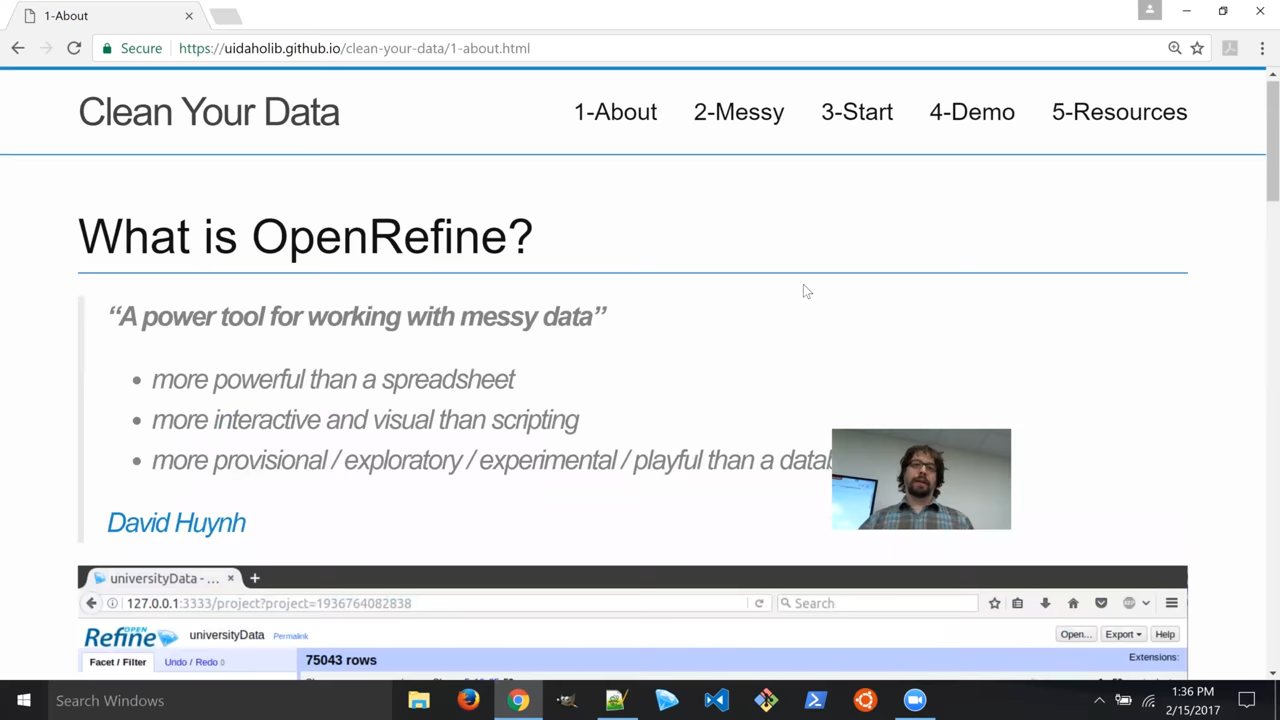 1-About
Secure https://uidaholib.github.io/clean-your-data/1-about.html
Clean Your Data 1-About 2-Messy 3-Start 4-Demo 5-Resources
What is OpenRefine?
“A power tool for working with messy data”
• more powerful than a spreadsheet
• more interactive and visual than scripting
• more provisional / exploratory / experimental / playful than a datab
David Huynh
universityData - ...
127.0.0.1:3333/project?project=1936764082838 Search
OPEN
Refine universityData Permalink Open... Export Help
Facet / Filter Undo / Redo 0 75043 rows Extensions:
Search Windows
1:36 PM
2/15/2017